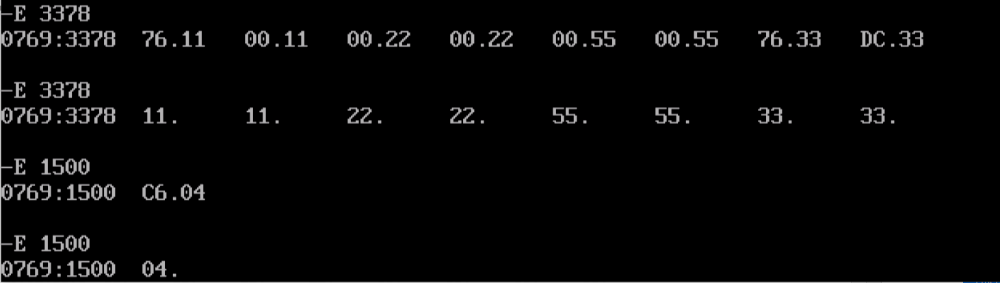 -E 3378
0769:3378 76.11 00.11 00.22 00.22 00.55 00.55 76.33 DC.33
-E 3378
0769:3378 11. 11. 22. 22. 55. 55. 33. 33.
-E 1500
0769:1500 C6.04
-E 1500
0769:1500 04.